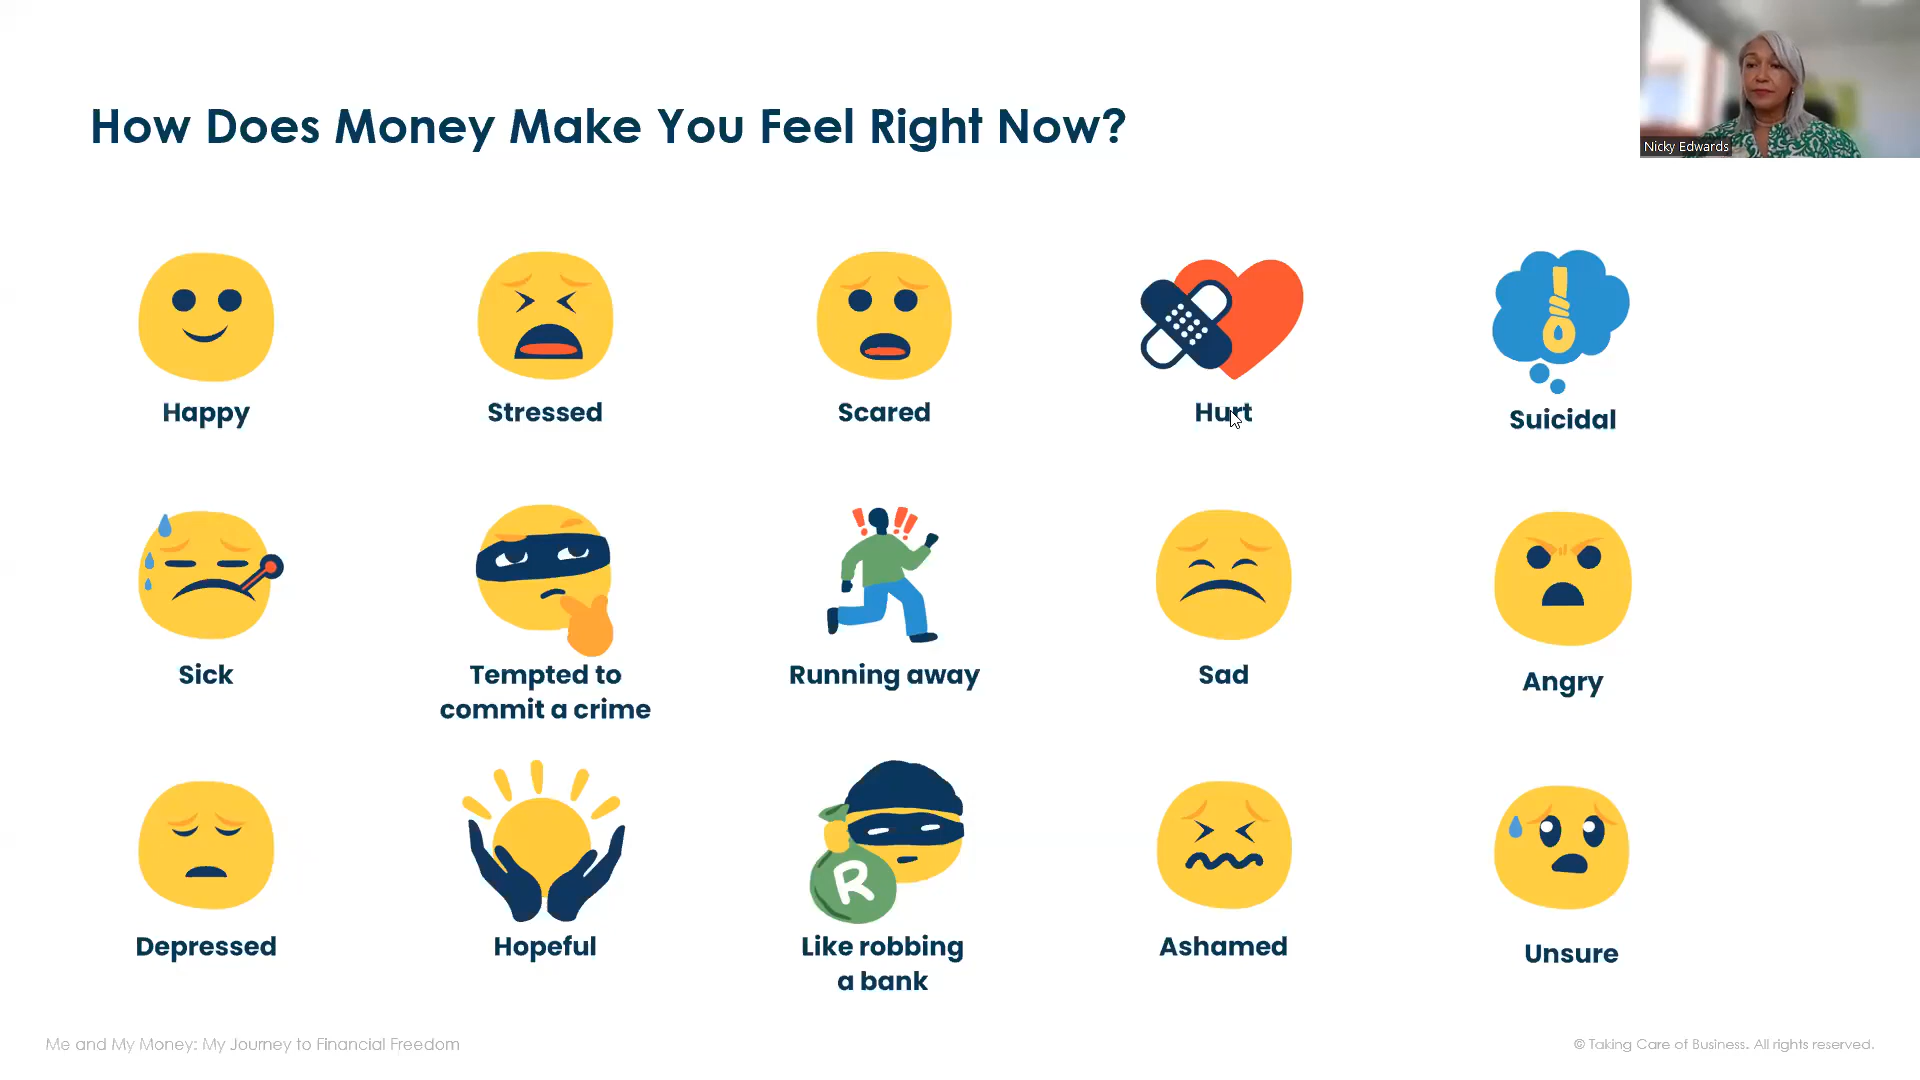 How Does Money Make You Feel Right Now?
Nicky Edwards
Happy
Stressed
Scared
Hurt
Suicidal
Sick
Tempted to
commit a crime
Running away
Sad
Angry
R
Depressed
Hopeful
Like robbing
a bank
Ashamed
Unsure
Me and My Money: My Journey to Financial Freedom
© Taking Care of Business. All rights reserved.